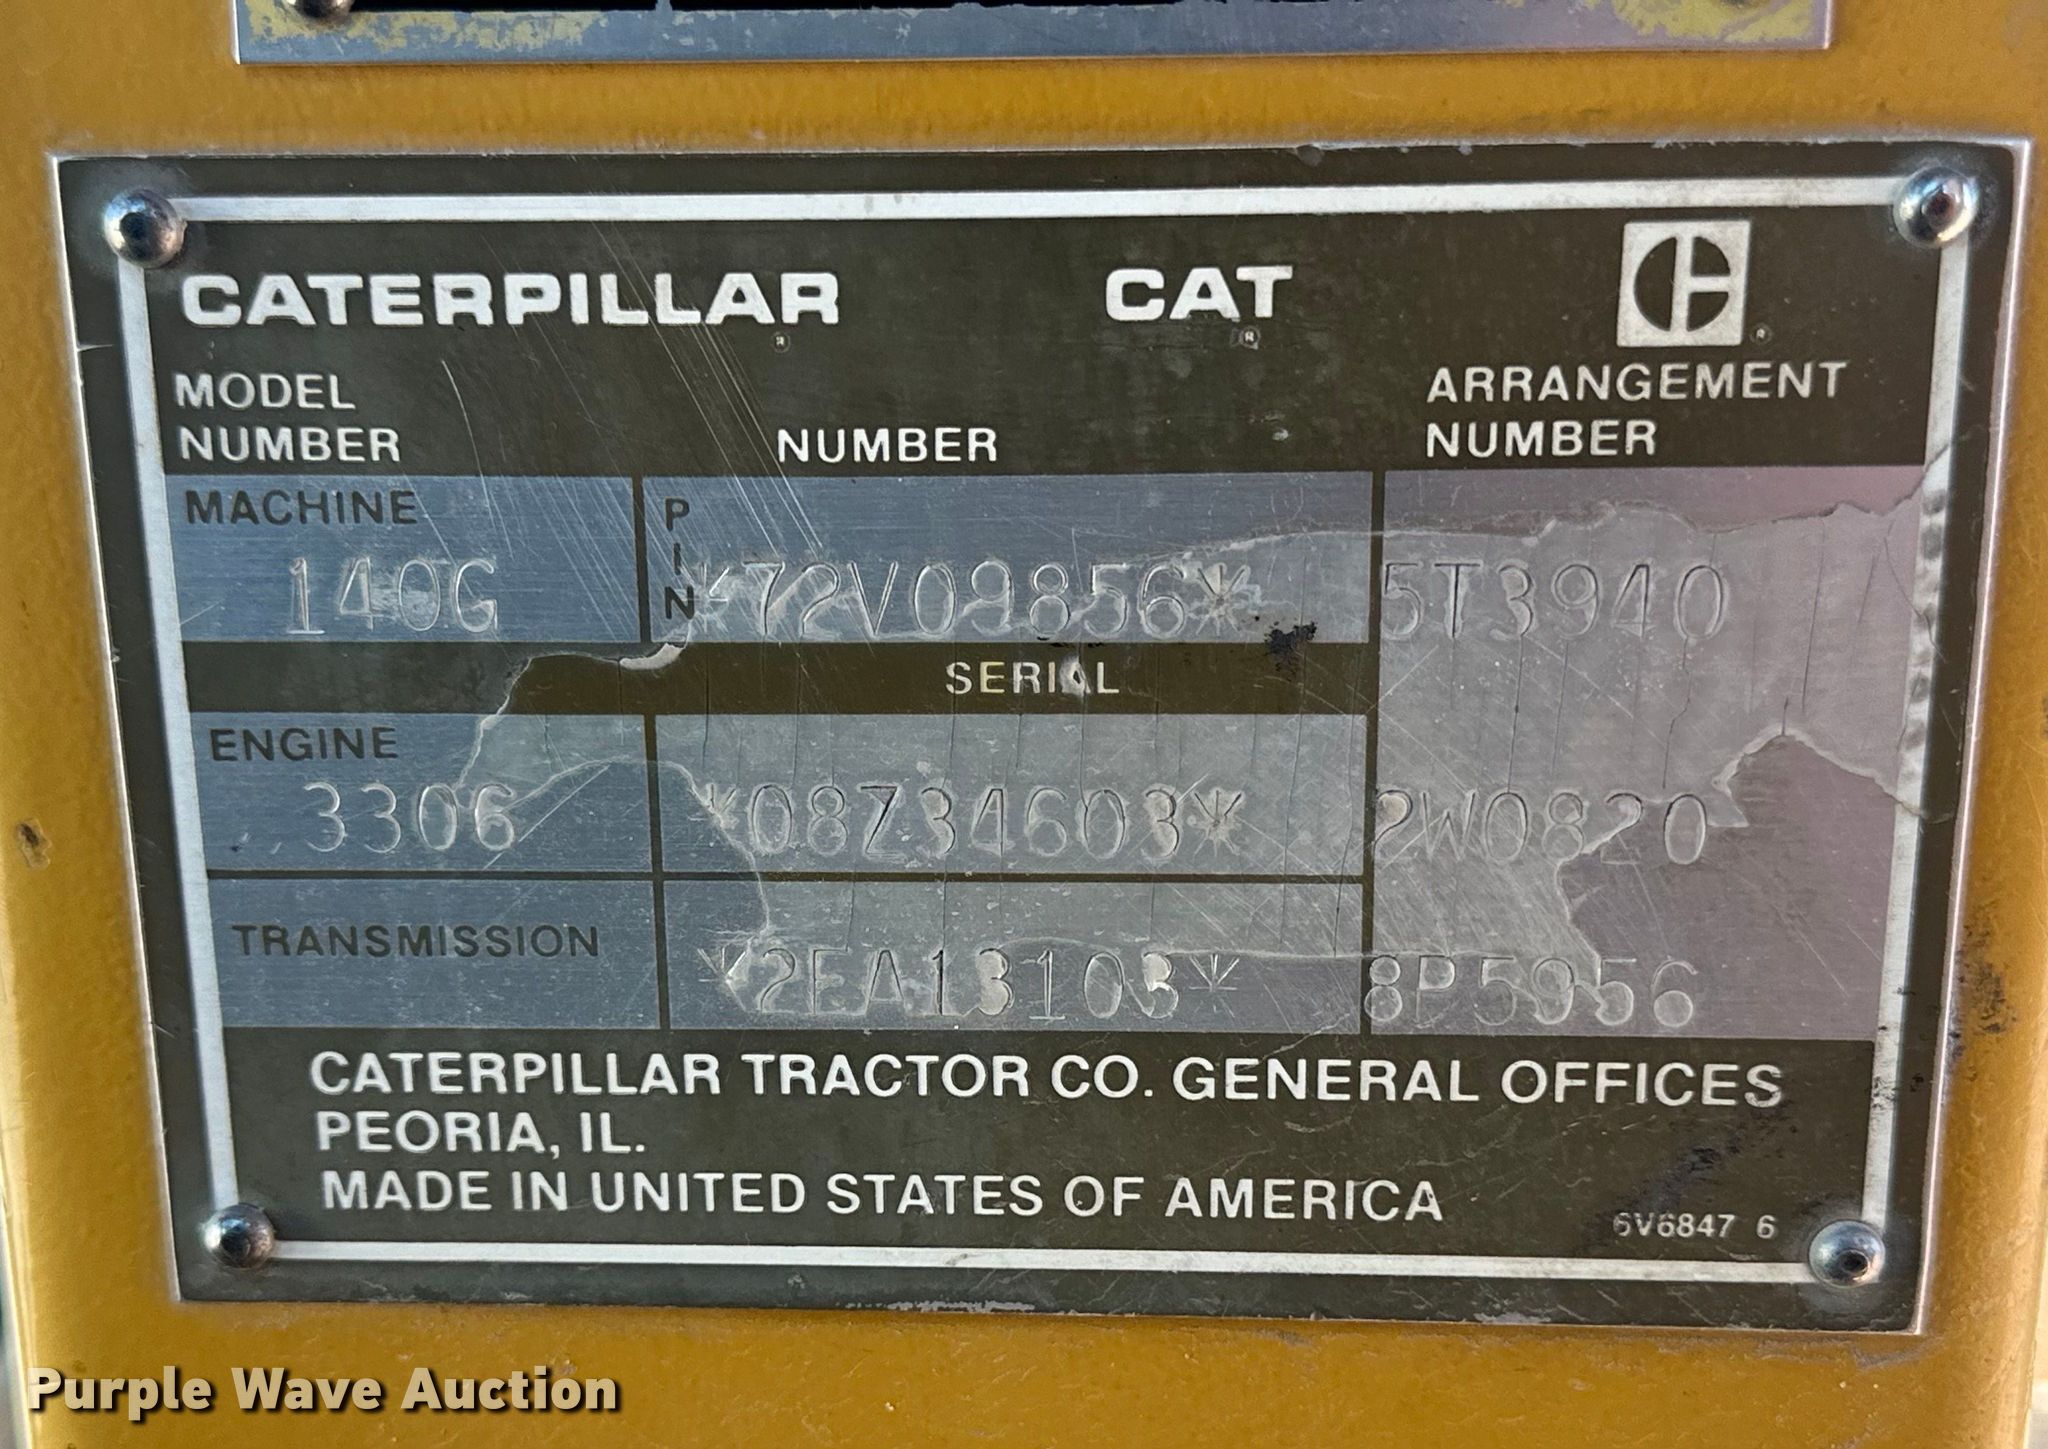 CATERPILLAR ® CAT ® ®
MODEL NUMBER NUMBER ARRANGEMENT NUMBER
MACHINE
140G PIN *72V09856* 5T3940
SERIAL
ENGINE
3306 *08Z34603* 2W0820
TRANSMISSION *2EA13103* 8P5956
CATERPILLAR TRACTOR CO. GENERAL OFFICES
PEORIA, IL.
MADE IN UNITED STATES OF AMERICA
6V6847 6
Purple Wave Auction